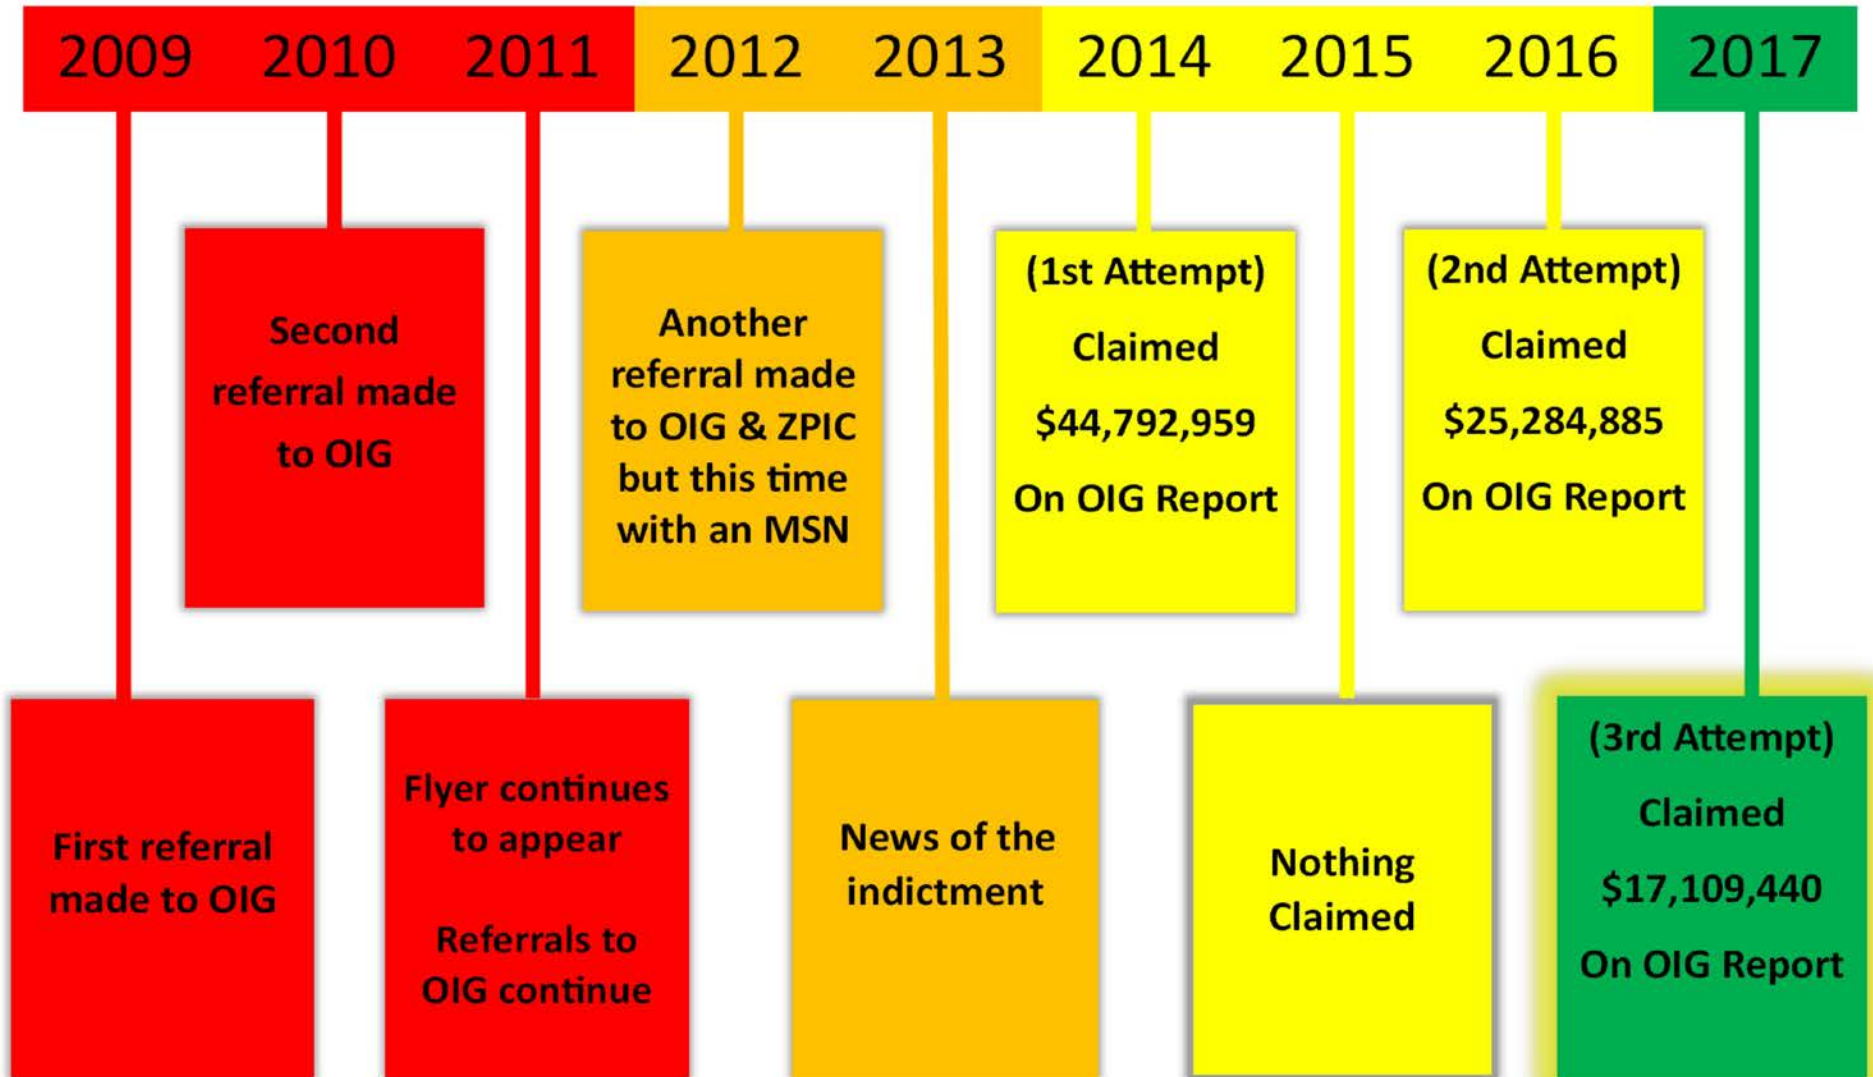 2009 2010 2011 2012 2013 2014 2015 2016 2017
Second
referral made
to OIG
Another
referral made
to OIG & ZPIC
but this time
with an MSN
(1st Attempt)
Claimed
$44,792,959
On OIG Report
(2nd Attempt)
Claimed
$25,284,885
On OIG Report
First referral
made to OIG
Flyer continues
to appear
Referrals to
OIG continue
News of the
indictment
Nothing
Claimed
(3rd Attempt)
Claimed
$17,109,440
On OIG Report